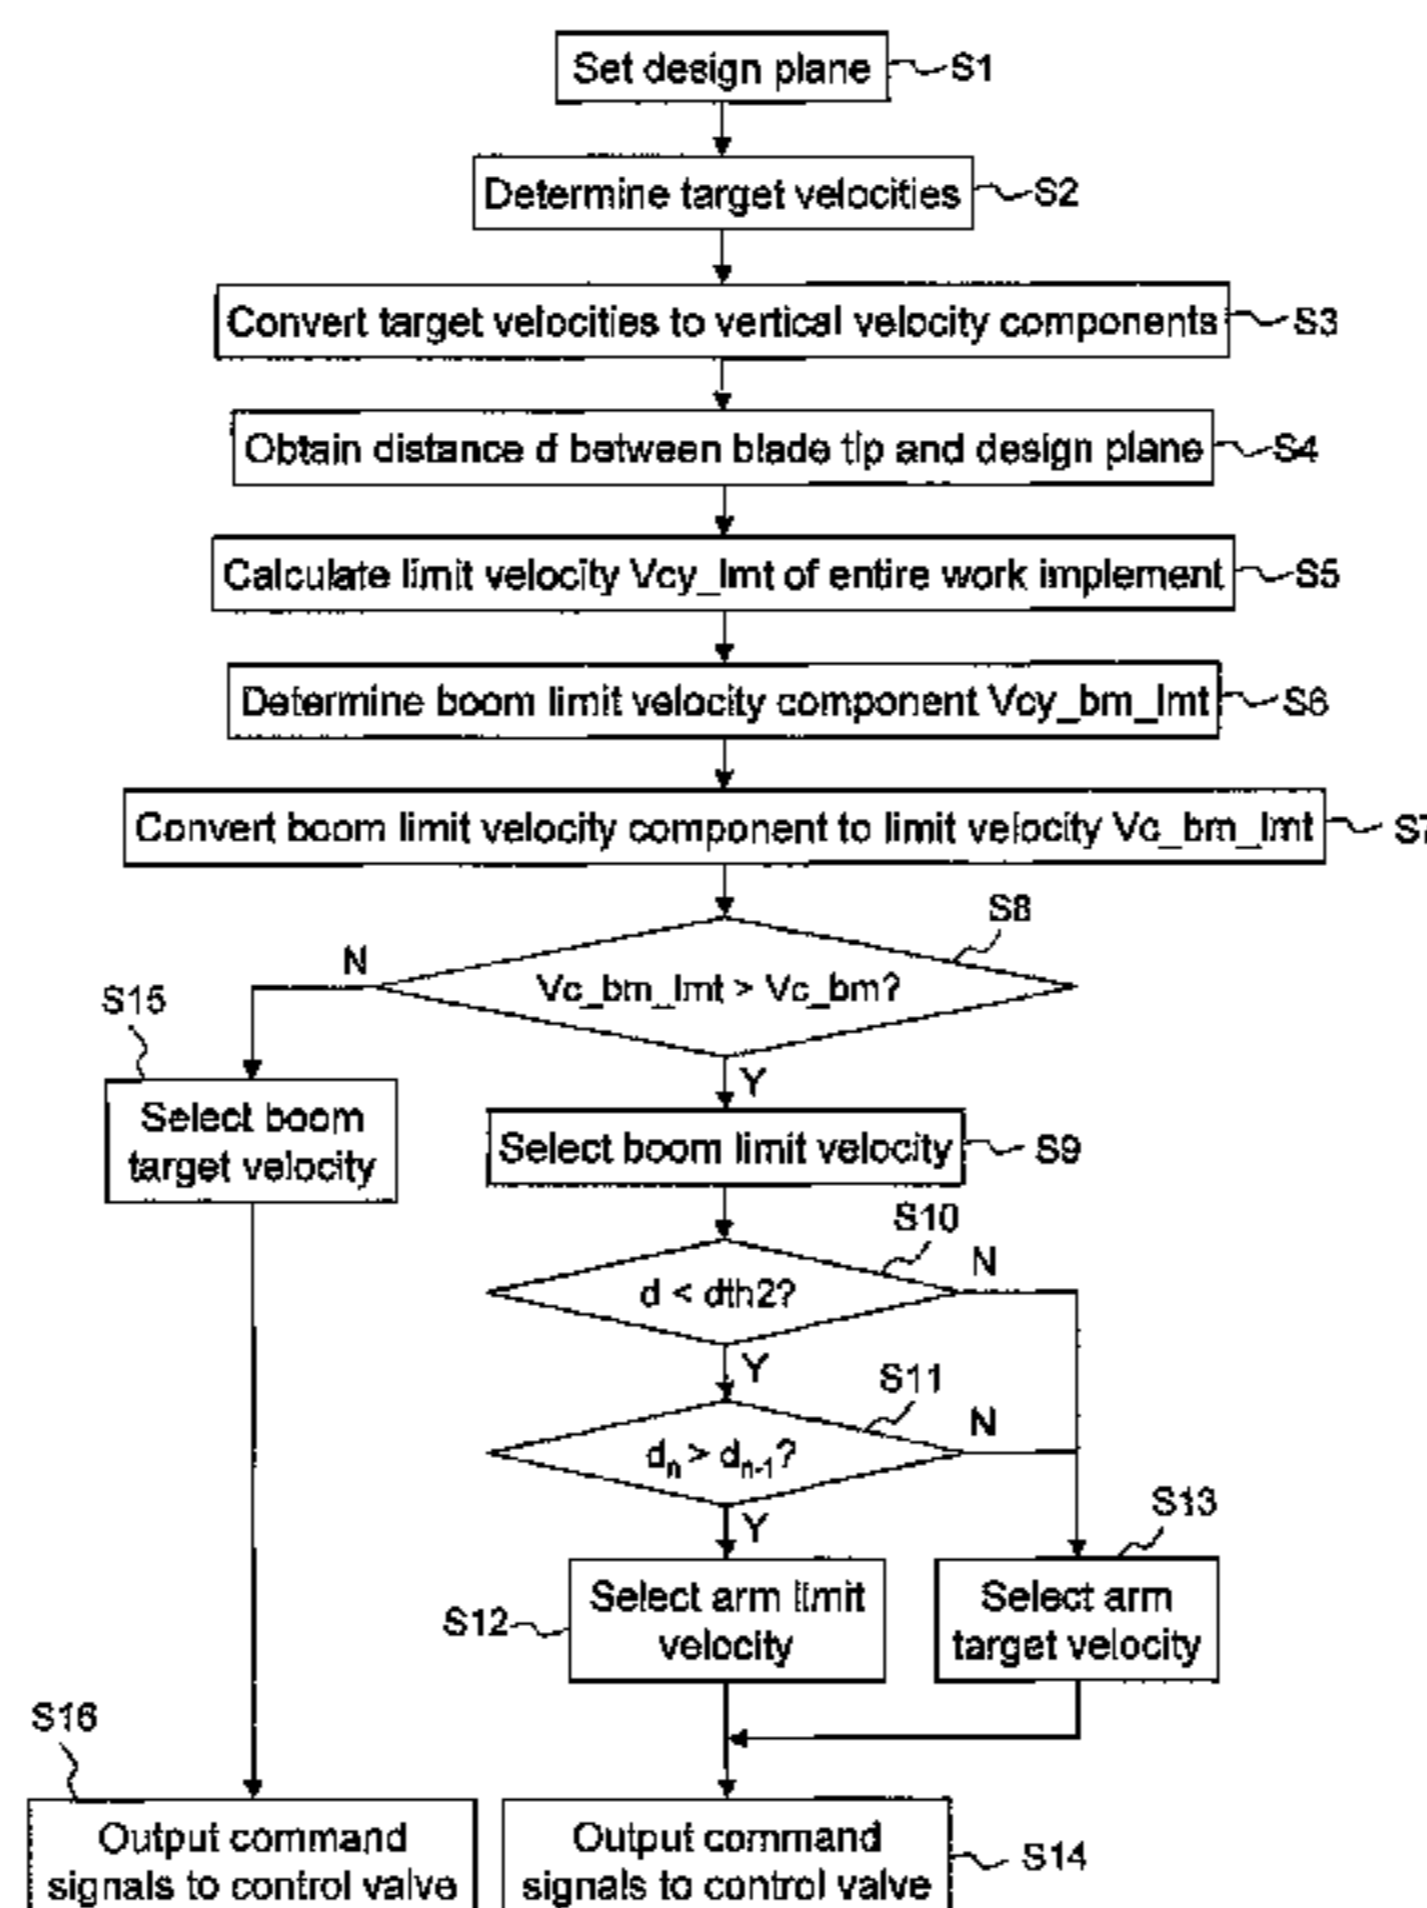 Set design plane
S1
Determine target velocities
S2
Convert target velocities to vertical velocity components
S3
Obtain distance d between blade tip and design plane
S4
Calculate limit velocity Vcy_lmt of entire work implement
S5
Determine boom limit velocity component Vcy_bm_lmt
S6
Convert boom limit velocity component to limit velocity Vc_bm_lmt
S7
S8
Vc_bm_lmt > Vc_bm?
N
Y
S15
Select boom
target velocity
Select boom limit velocity
S9
S10
d < dth2?
N
Y
S11
dn > dn-1?
N
Y
S12
Select arm limit
velocity
S13
Select arm
target velocity
S16
Output command
signals to control valve
Output command
signals to control valve
S14